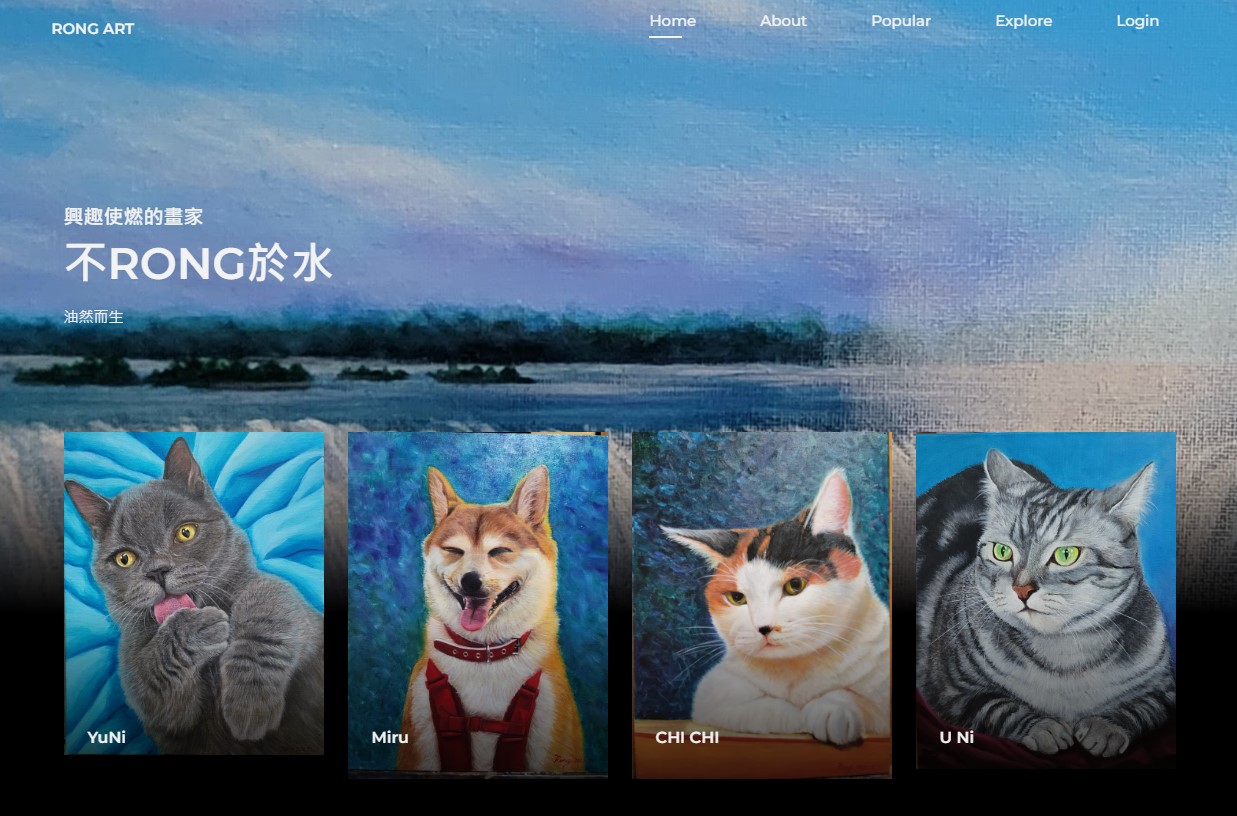 RONG ART
Home
About
Popular
Explore
Login
興趣使燃的畫家
不RONG於水
油然而生
YuNi
Miru
CHI CHI
U Ni